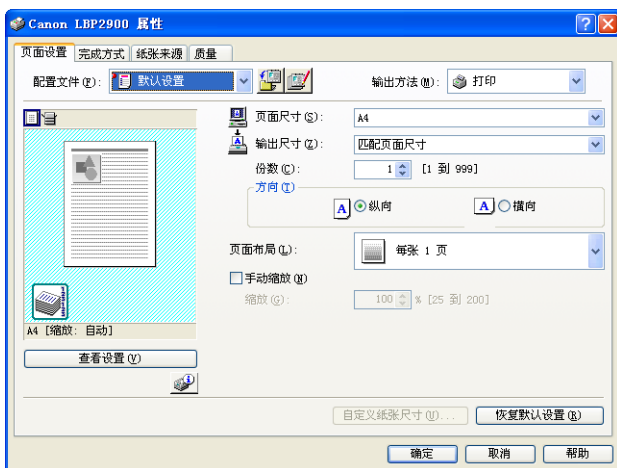 Canon LBP2900 属性
页面设置 完成方式 纸张来源 质量
配置文件(F): 默认设置 输出方法(M): 打印
页面尺寸(S): A4
输出尺寸(Z): 匹配页面尺寸
份数(C): 1 [1 到 999]
方向(T)
A 纵向 A 横向
页面布局(L): 每张 1 页
手动缩放(N)
缩放(G): 100 % [25 到 200]
A4 [缩放: 自动]
查看设置(V)
自定义纸张尺寸(U)... 恢复默认设置(R)
确定 取消 帮助